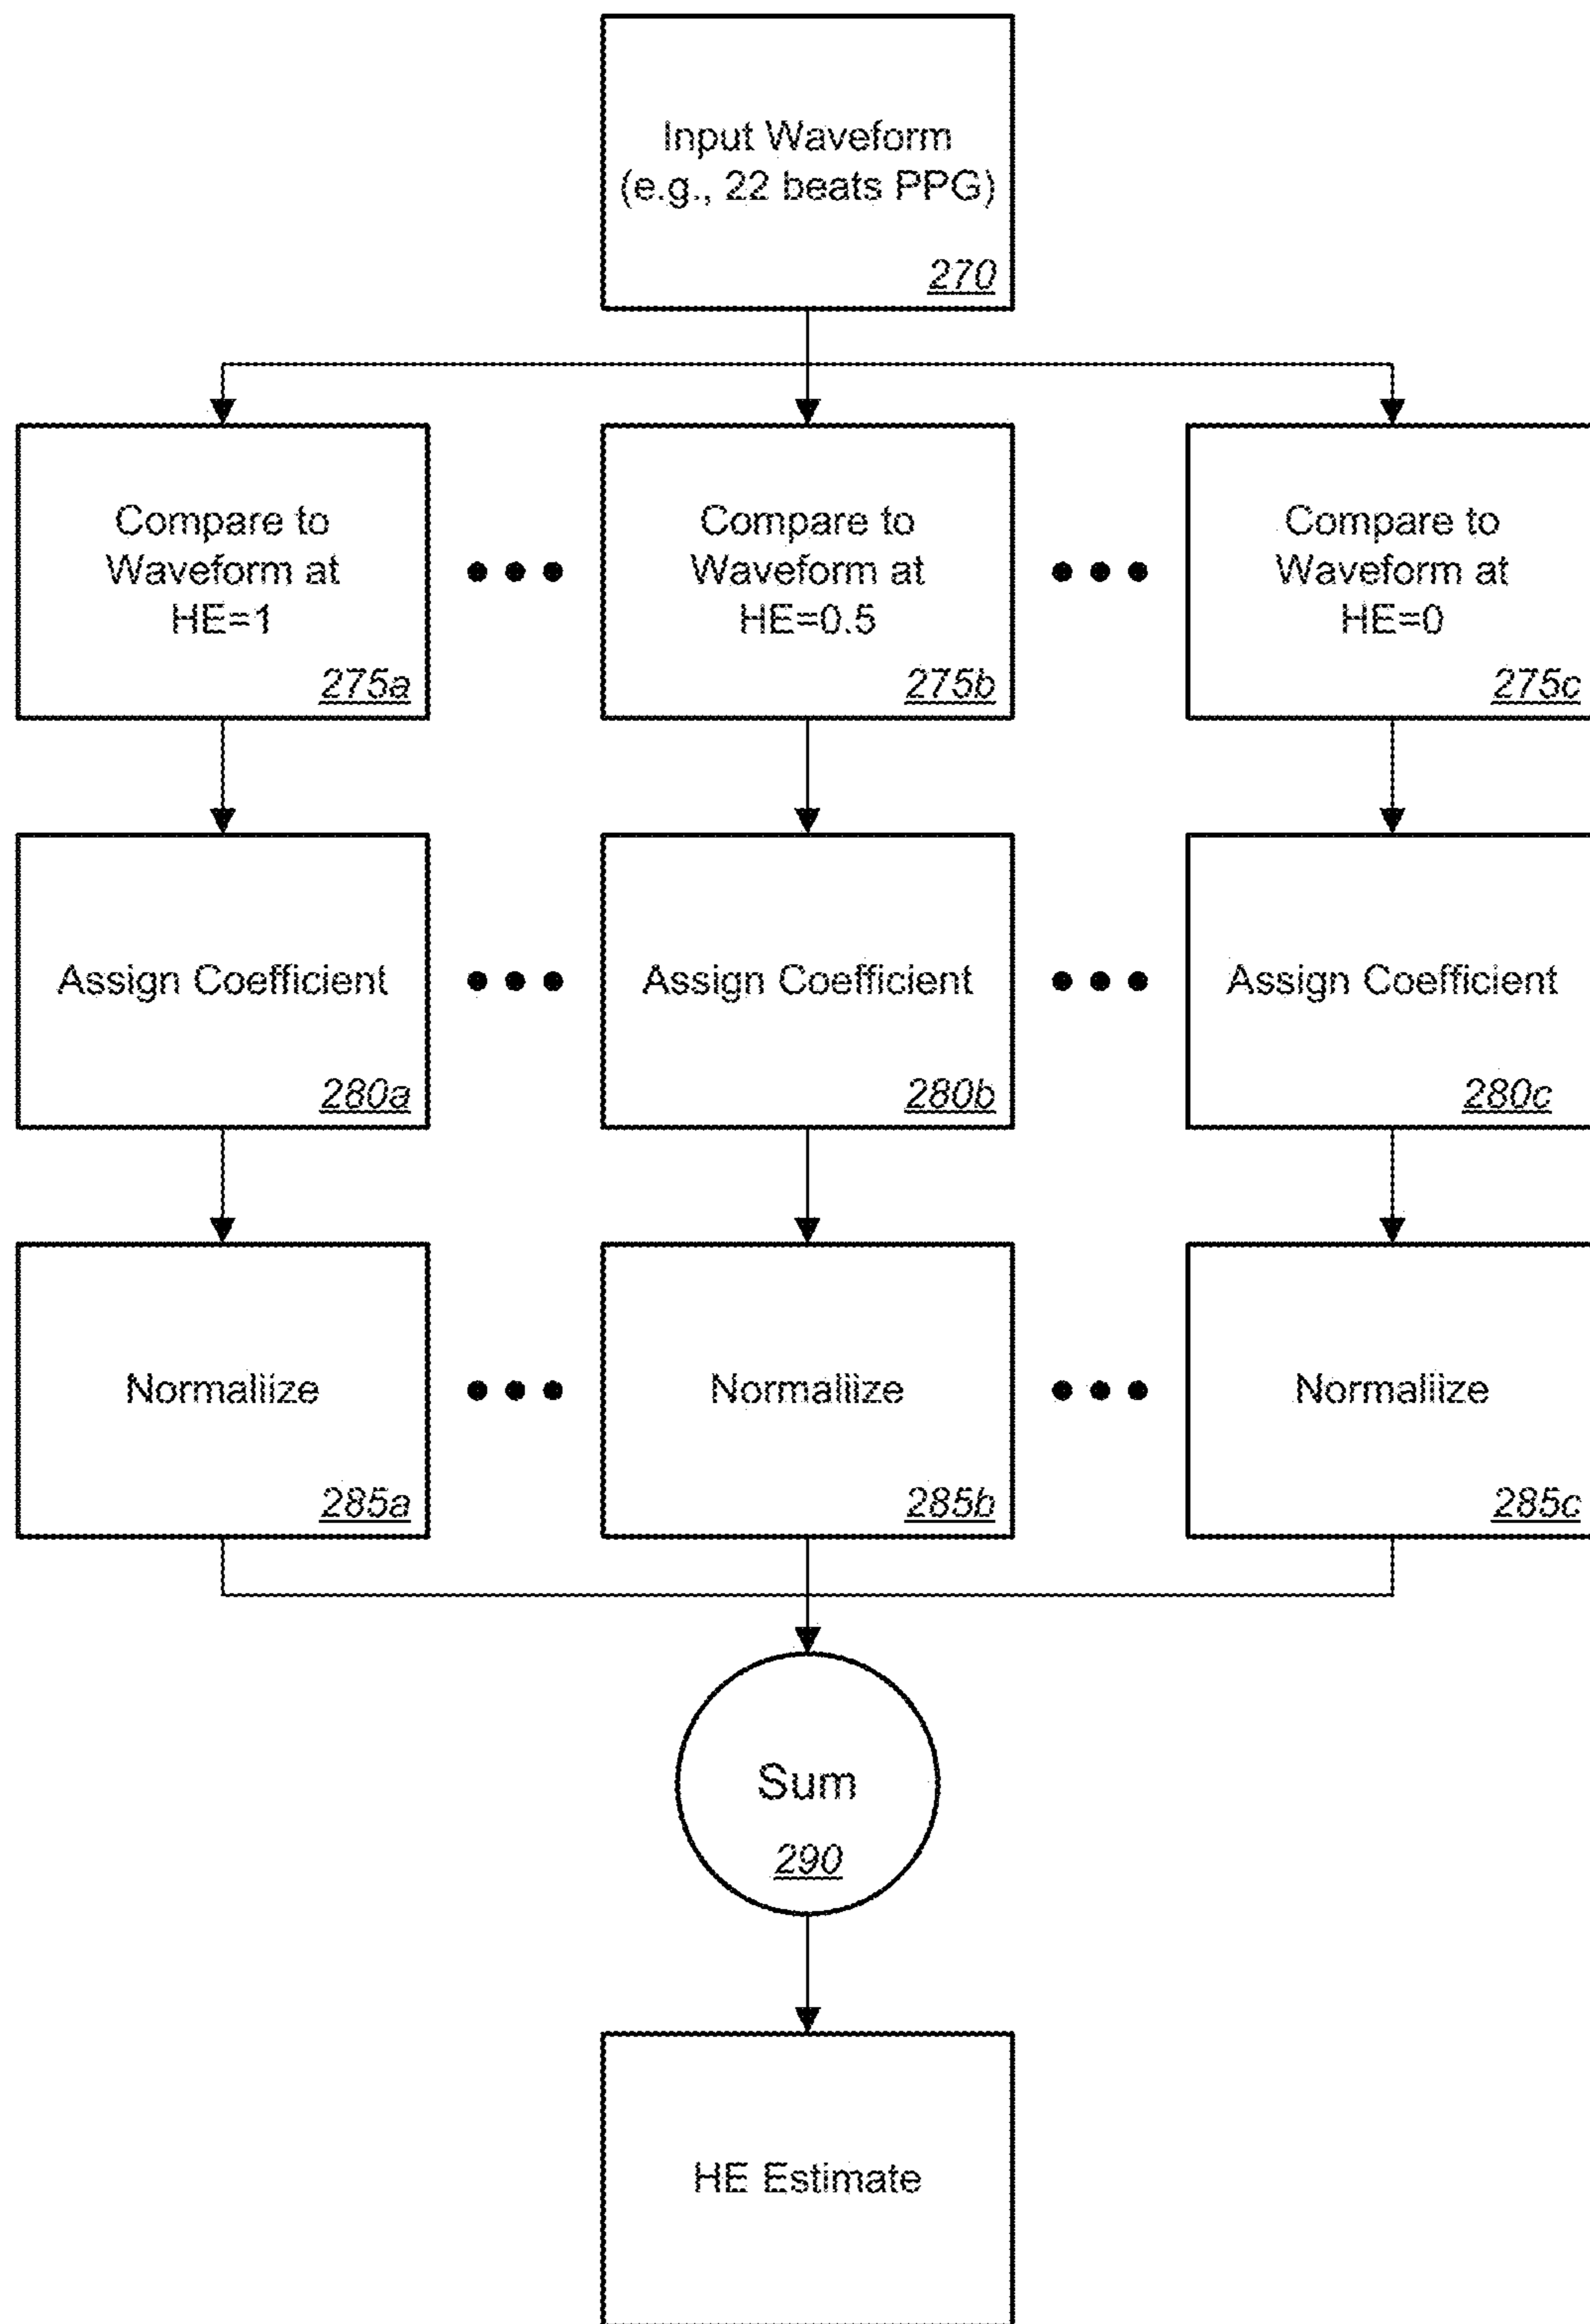 Input Waveform
(e.g., 22 beats PPG)
270
Compare to
Waveform at
HE=1
275a
Compare to
Waveform at
HE=0.5
275b
Compare to
Waveform at
HE=0
275c
Assign Coefficient
280a
Assign Coefficient
280b
Assign Coefficient
280c
Normaliize
285a
Normaliize
285b
Normaliize
285c
Sum
290
HE Estimate